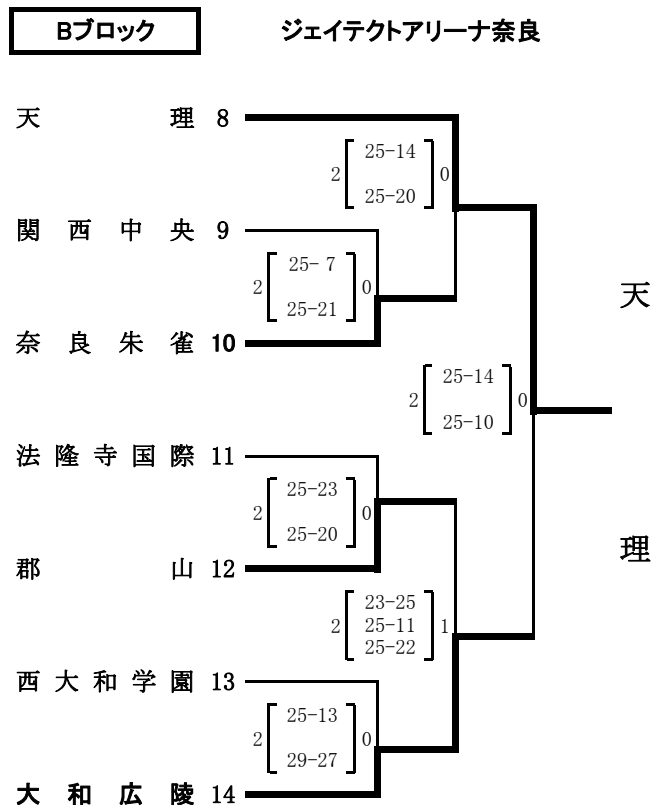 Bブロック ジェイテクトアリーナ奈良
天理 8
2 25-14 0
25-20
関西中央 9
2 25- 7 0
25-21
奈良朱雀 10
天理
2 25-14 0
25-10
法隆寺国際 11
2 25-23 0
25-20
郡山 12
2 23-25 1
25-11
25-22
西大和学園 13
2 25-13 0
29-27
大和広陵 14